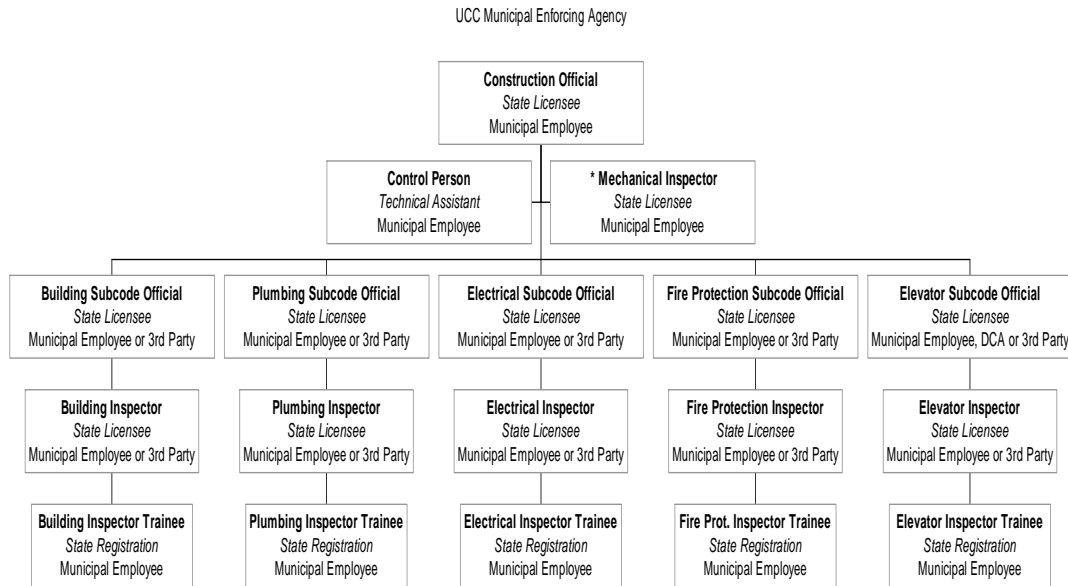 UCC Municipal Enforcing Agency
Construction Official
State Licensee
Municipal Employee
Control Person
Technical Assistant
Municipal Employee
* Mechanical Inspector
State Licensee
Municipal Employee
Building Subcode Official
State Licensee
Municipal Employee or 3rd Party
Plumbing Subcode Official
State Licensee
Municipal Employee or 3rd Party
Electrical Subcode Official
State Licensee
Municipal Employee or 3rd Party
Fire Protection Subcode Official
State Licensee
Municipal Employee or 3rd Party
Elevator Subcode Official
State Licensee
Municipal Employee, DCA or 3rd Party
Building Inspector
State Licensee
Municipal Employee or 3rd Party
Plumbing Inspector
State Licensee
Municipal Employee or 3rd Party
Electrical Inspector
State Licensee
Municipal Employee or 3rd Party
Fire Protection Inspector
State Licensee
Municipal Employee or 3rd Party
Elevator Inspector
State Licensee
Municipal Employee or 3rd Party
Building Inspector Trainee
State Registration
Municipal Employee
Plumbing Inspector Trainee
State Registration
Municipal Employee
Electrical Inspector Trainee
State Registration
Municipal Employee
Fire Prot. Inspector Trainee
State Registration
Municipal Employee
Elevator Inspector Trainee
State Registration
Municipal Employee